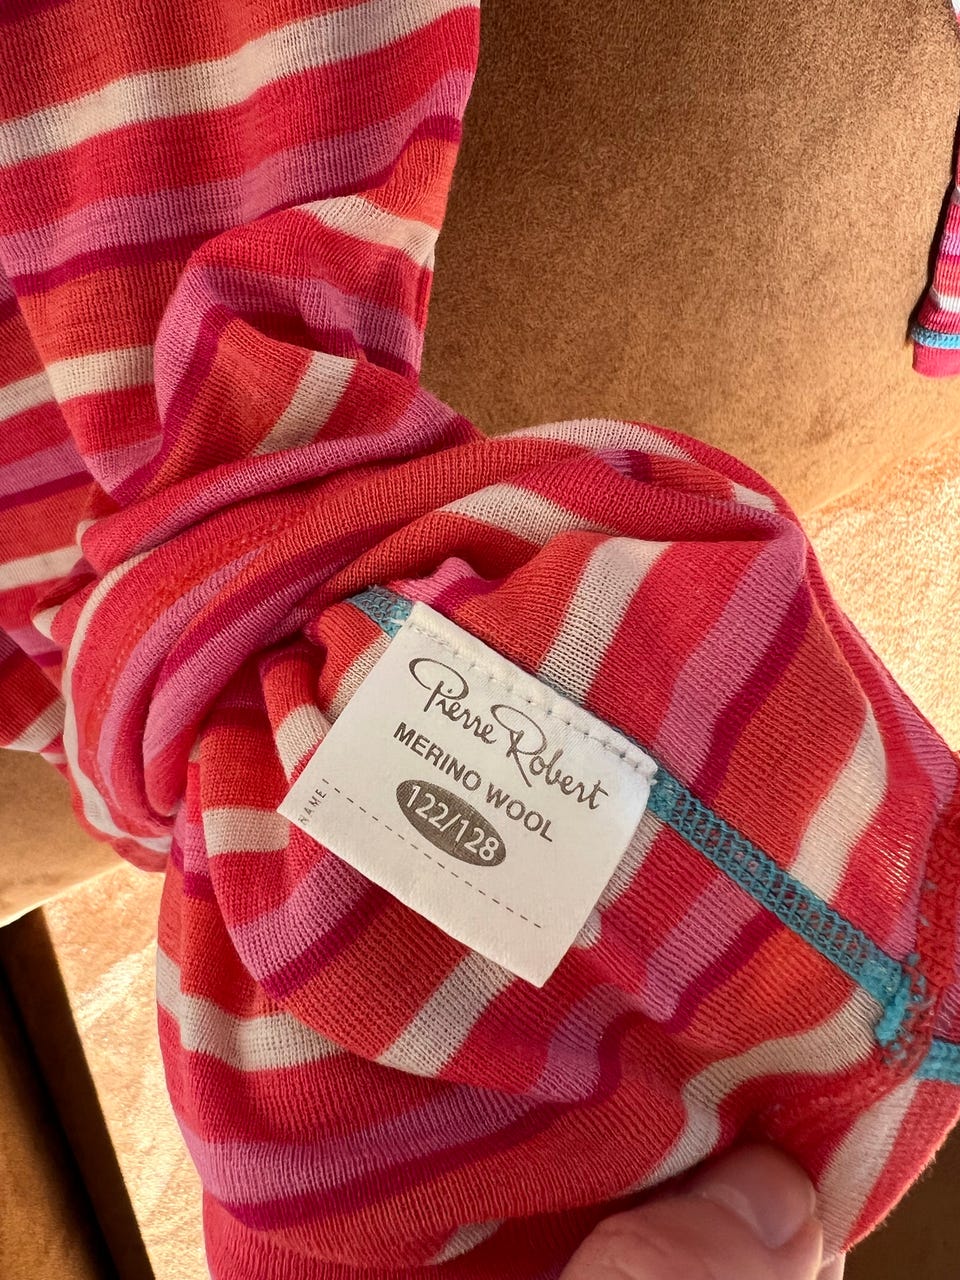 Pierre Robert
MERINO WOOL
122/128
NAME: